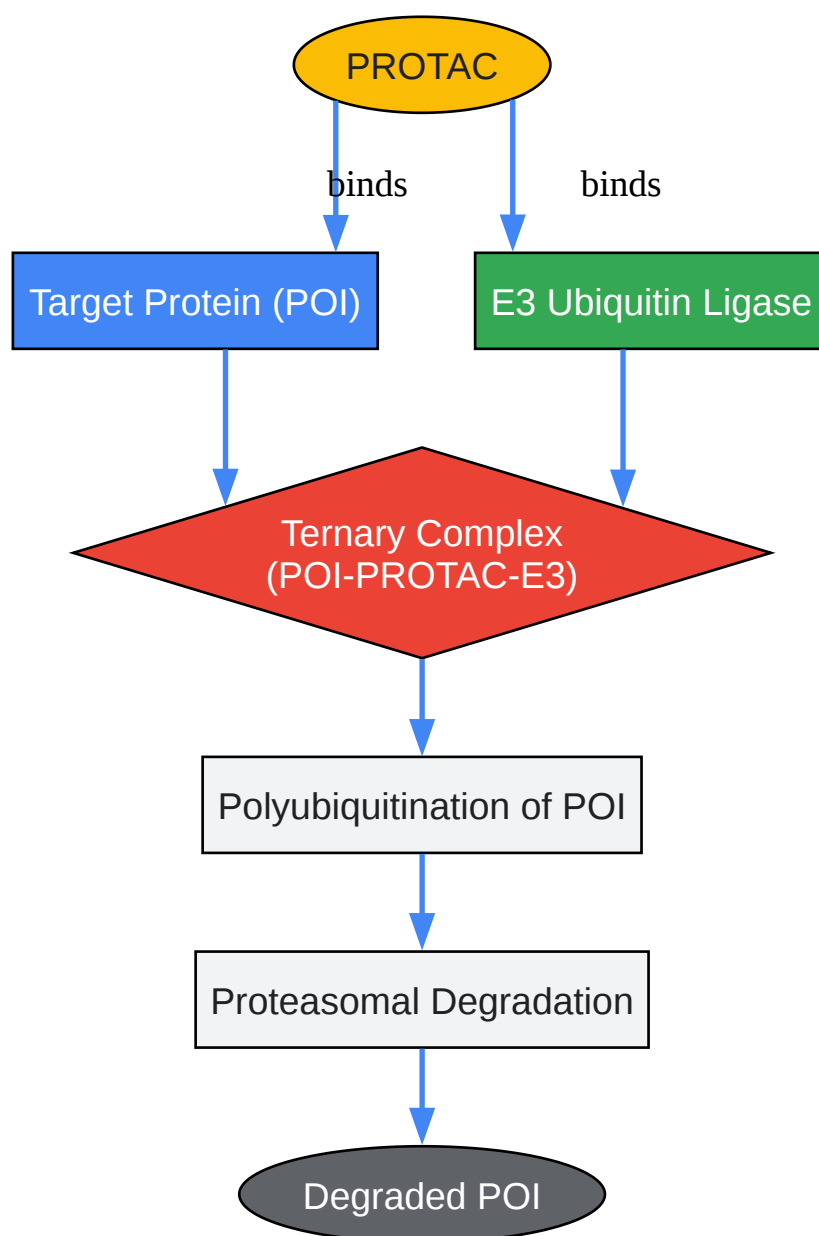 PROTAC
binds
binds
Target Protein (POI)
E3 Ubiquitin Ligase
Ternary Complex
(POI-PROTAC-E3)
Polyubiquitination of POI
Proteasomal Degradation
Degraded POI